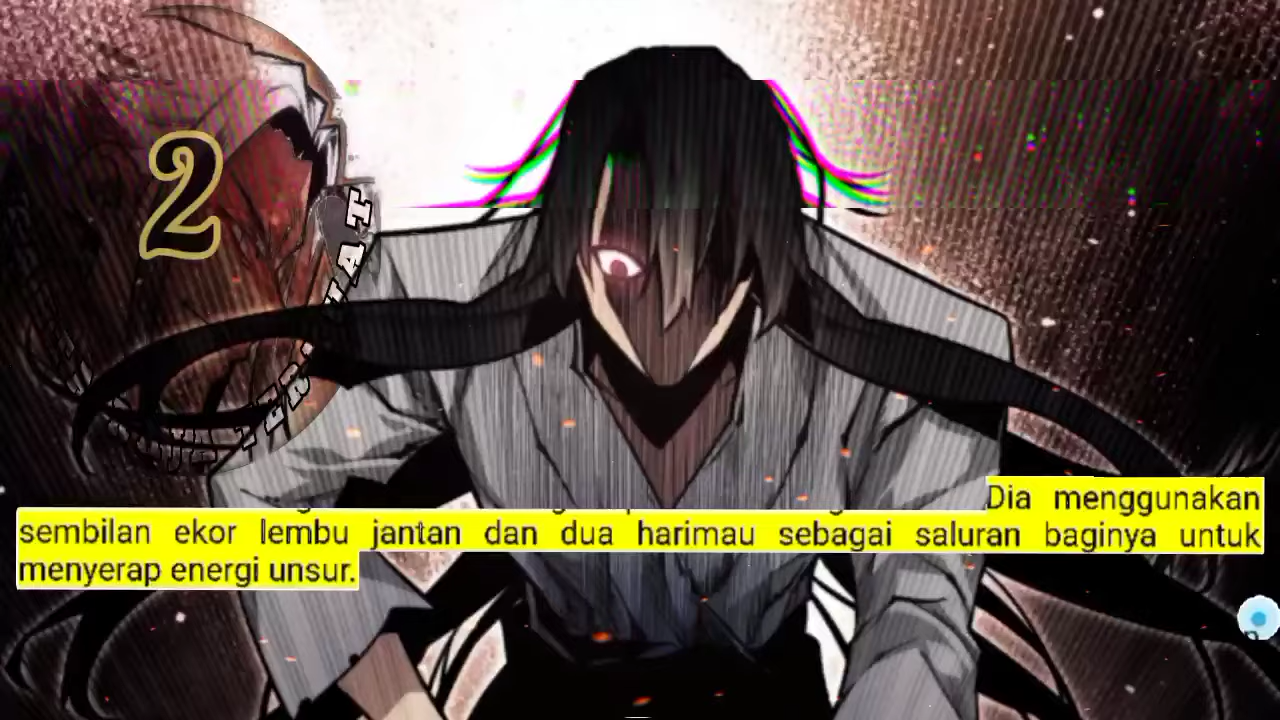 2
Dia menggunakan
sembilan ekor lembu jantan dan dua harimau sebagai saluran baginya untuk
menyerap energi unsur.